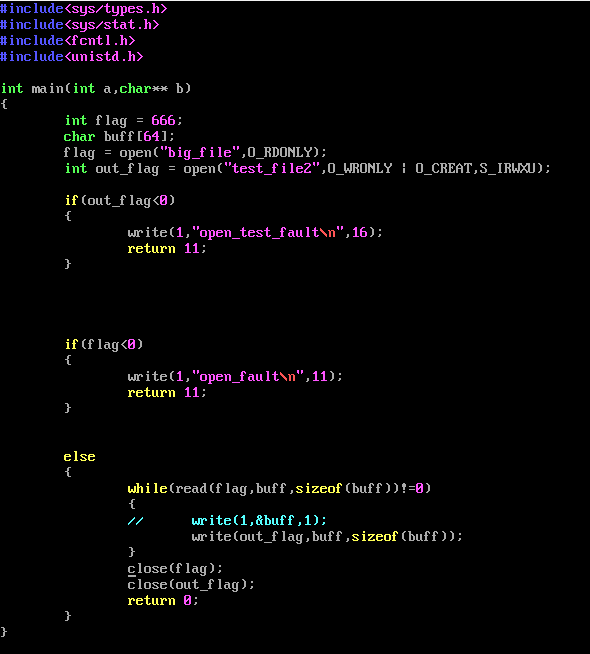 #include<sys/types.h>
#include<sys/stat.h>
#include<fcntl.h>
#include<unistd.h>
int main(int a,char** b)
{
int flag = 666;
char buff[64];
flag = open("big_file",O_RDONLY);
int out_flag = open("test_file2",O_WRONLY | O_CREAT,S_IRWXU);
if(out_flag<0)
{
write(1,"open_test_fault\n",16);
return 11;
}
if(flag<0)
{
write(1,"open_fault\n",11);
return 11;
}
else
{
while(read(flag,buff,sizeof(buff))!=0)
{
// write(1,&buff,1);
write(out_flag,buff,sizeof(buff));
}
close(flag);
close(out_flag);
return 0;
}
}